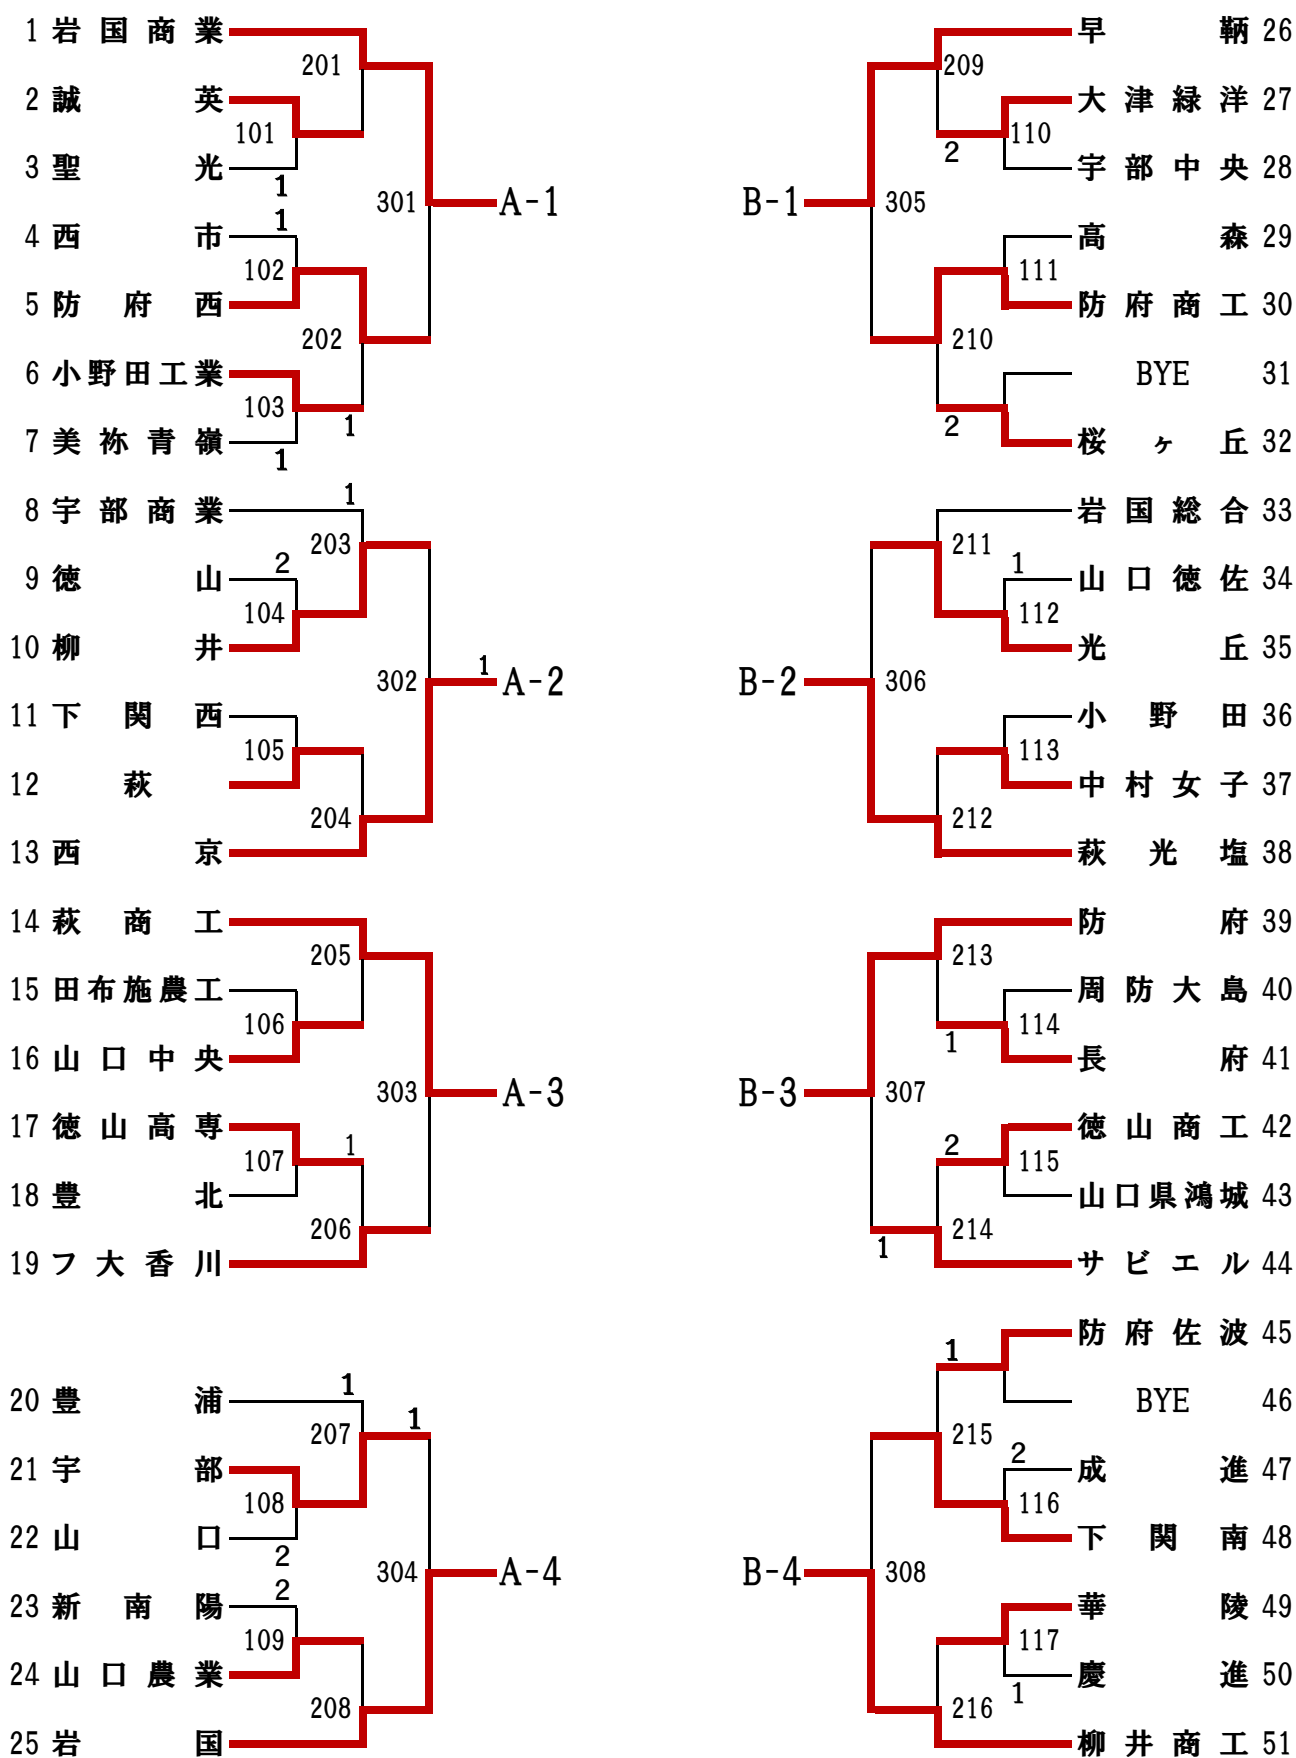 1 岩国商業
早鞆 26
201
209
2 誠英
大津緑洋 27
101
110
2
3 聖光
宇部中央 28
1
301
A-1
B-1
305
1
4 西市
高森 29
102
111
5 防府西
防府商工 30
202
210
6 小野田工業
BYE 31
103
1
2
7 美祢青嶺
桜ヶ丘 32
1
1
8 宇部商業
岩国総合 33
203
211
2
1
9 徳山
山口徳佐 34
104
112
10 柳井
光丘 35
302
1
A-2
B-2
306
11 下関西
小野田 36
105
113
12 萩
中村女子 37
204
212
13 西京
萩光塩 38
14 萩商工
防府 39
205
213
15 田布施農工
周防大島 40
106
114
1
16 山口中央
長府 41
303
A-3
B-3
307
17 徳山高専
徳山商工 42
107
1
2
115
18 豊北
山口県鴻城 43
206
214
1
19 フ大香川
サビエル 44
防府佐波 45
1
1
20 豊浦
BYE 46
207
1
215
2
21 宇部
成進 47
108
116
22 山口
下関南 48
2
304
A-4
B-4
308
2
23 新南陽
華陵 49
109
117
24 山口農業
慶進 50
1
208
216
25 岩国
柳井商工 51